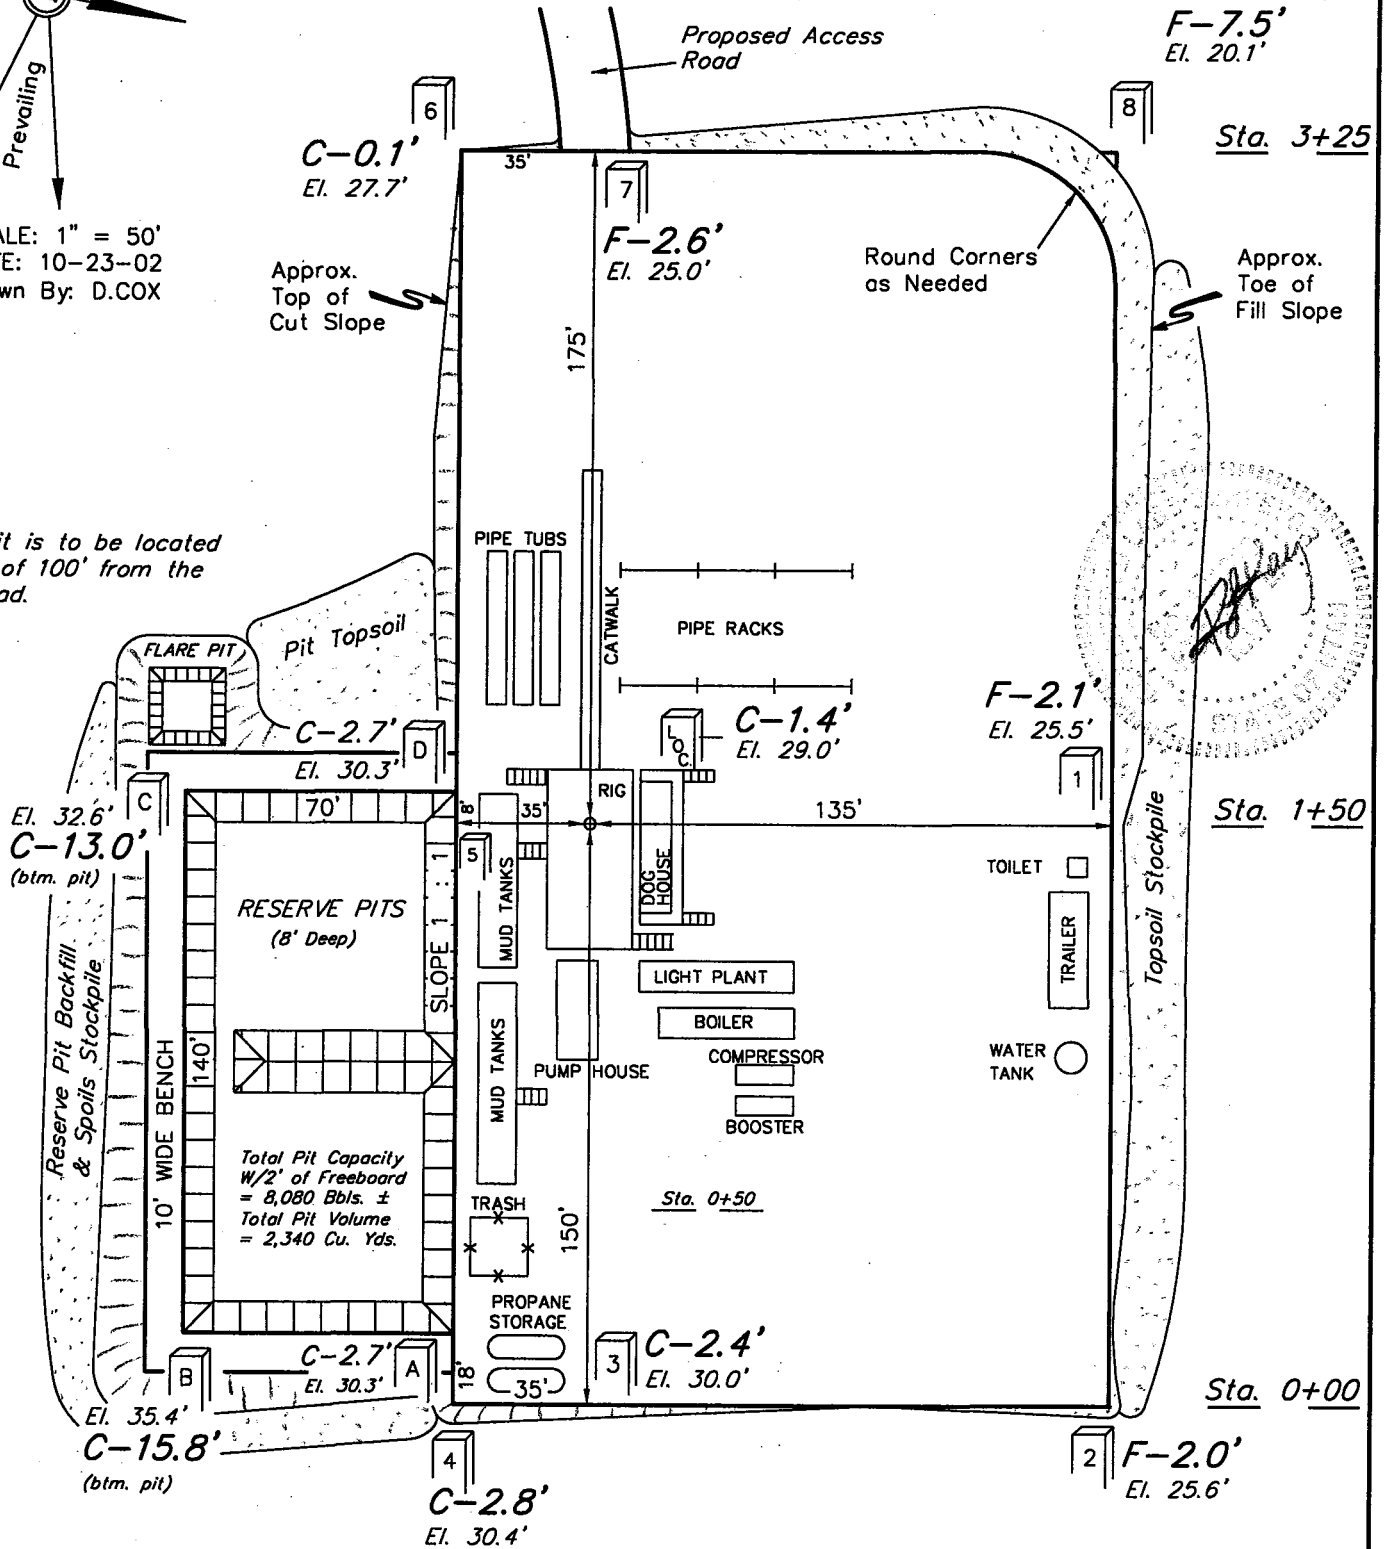 F-7.5'
El. 20.1'
Proposed Access
Road
Prevailing
6
8
Sta. 3+25
C-0.1'
El. 27.7'
35'
7
F-2.6'
El. 25.0'
ALE: 1" = 50'
TE: 10-23-02
wn By: D.COX
Approx.
Top of
Cut Slope
Round Corners
as Needed
Approx.
Toe of
Fill Slope
175'
it is to be located
of 100' from the
ad.
PIPE TUBS
CATWALK
PIPE RACKS
Pit Topsoil
FLARE PIT
STATE OF UTAH
C-2.7'
El. 30.3'
D
LOC.
C-1.4'
El. 29.0'
F-2.1'
El. 25.5'
1
C
El. 32.6'
C-13.0'
(btm. pit)
70'
8'
35'
RIG
135'
Sta. 1+50
5
MUD TANKS
DOG
HOUSE
TOILET
TRAILER
Topsoil Stockpile
RESERVE PITS
(8' Deep)
SLOPE 1 : 1
LIGHT PLANT
BOILER
COMPRESSOR
BOOSTER
WATER
TANK
PUMP HOUSE
MUD TANKS
Reserve Pit Backfill
& Spoils Stockpile
10' WIDE BENCH
140'
Total Pit Capacity
W/2' of Freeboard
= 8,080 Bbls. ±
Total Pit Volume
= 2,340 Cu. Yds.
TRASH
150'
Sta. 0+50
PROPANE
STORAGE
35'
18'
3
C-2.4'
El. 30.0'
C-2.7'
El. 30.3'
A
B
El. 35.4'
C-15.8'
(btm. pit)
Sta. 0+00
4
C-2.8'
El. 30.4'
2
F-2.0'
El. 25.6'